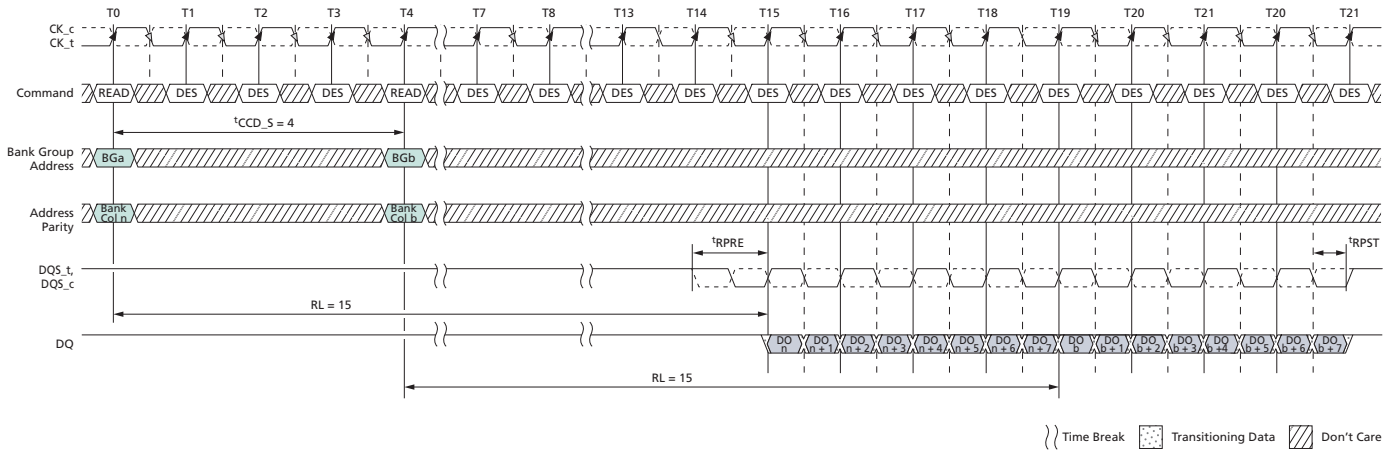 T0 T1 T2 T3 T4 T7 T8 T13 T14 T15 T16 T17 T18 T19 T20 T21 T20 T21
CK_c
CK_t
Command READ DES DES DES READ DES DES DES DES DES DES DES DES DES DES DES DES DES
tCCD_S = 4
Bank Group
Address BGa BGb
Address
Parity
Bank
Col n
Bank
Col b
tRPRE tRPST
DQS_t,
DQS_c
RL = 15
DQ DO n DO n + 1 DO n + 2 DO n + 3 DO n + 4 DO n + 5 DO n + 6 DO n + 7 DO b DO b + 1 DO b + 2 DO b + 3 DO b +4 DO b + 5 DO b + 6 DO b + 7
RL = 15
Time Break Transitioning Data Don't Care